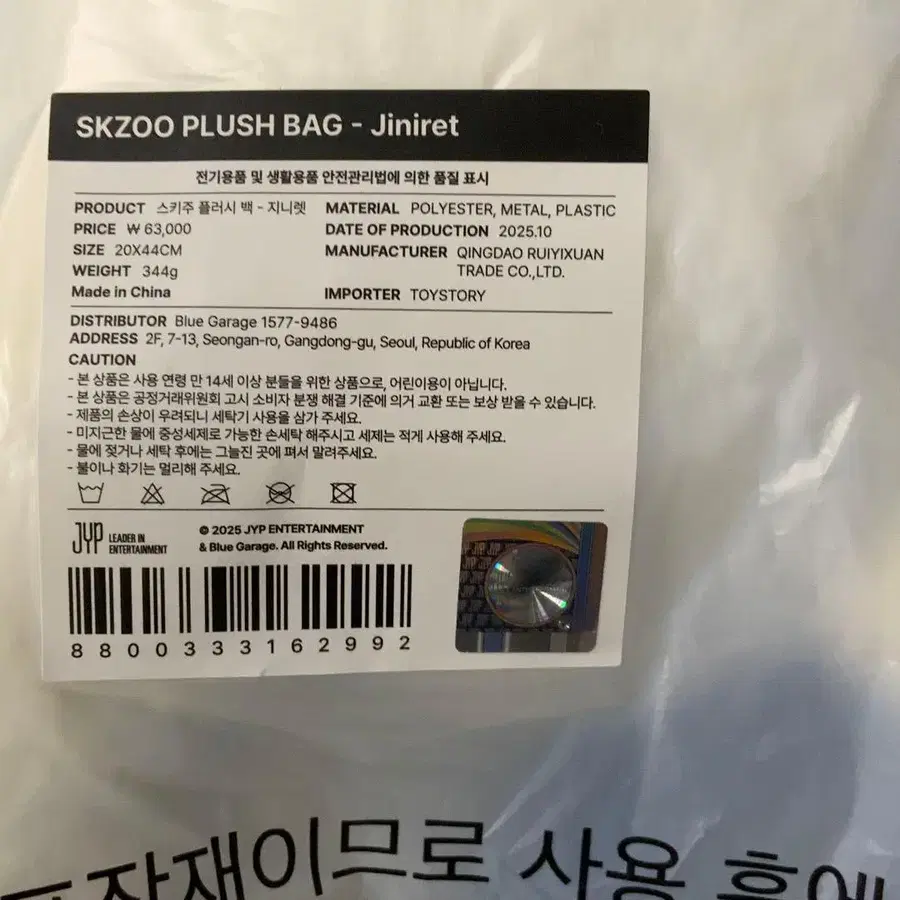 SKZOO PLUSH BAG - Jiniret
전기용품 및 생활용품 안전관리법에 의한 품질 표시
PRODUCT 스키주 플러시 백 - 지니렛
PRICE ₩ 63,000
SIZE 20X44CM
WEIGHT 344g
Made in China
MATERIAL POLYESTER, METAL, PLASTIC
DATE OF PRODUCTION 2025.10
MANUFACTURER QINGDAO RUIYIXUAN
TRADE CO.,LTD.
IMPORTER TOYSTORY
DISTRIBUTOR Blue Garage 1577-9486
ADDRESS 2F, 7-13, Seongan-ro, Gangdong-gu, Seoul, Republic of Korea
CAUTION
- 본 상품은 사용 연령 만 14세 이상 분들을 위한 상품으로, 어린이용이 아닙니다.
- 본 상품은 공정거래위원회 고시 소비자 분쟁 해결 기준에 의거 교환 또는 보상 받을 수 있습니다.
- 제품의 손상이 우려되니 세탁기 사용을 삼가 주세요.
- 미지근한 물에 중성세제로 가능한 손세탁 해주시고 세제는 적게 사용해 주세요.
- 물에 젖거나 세탁 후에는 그늘진 곳에 펴서 말려주세요.
- 불이나 화기는 멀리해 주세요.
JYP LEADER IN
ENTERTAINMENT
© 2025 JYP ENTERTAINMENT
& Blue Garage. All Rights Reserved.
8800333162992
JYP JYP JYP
포장재이므로 사용 후에